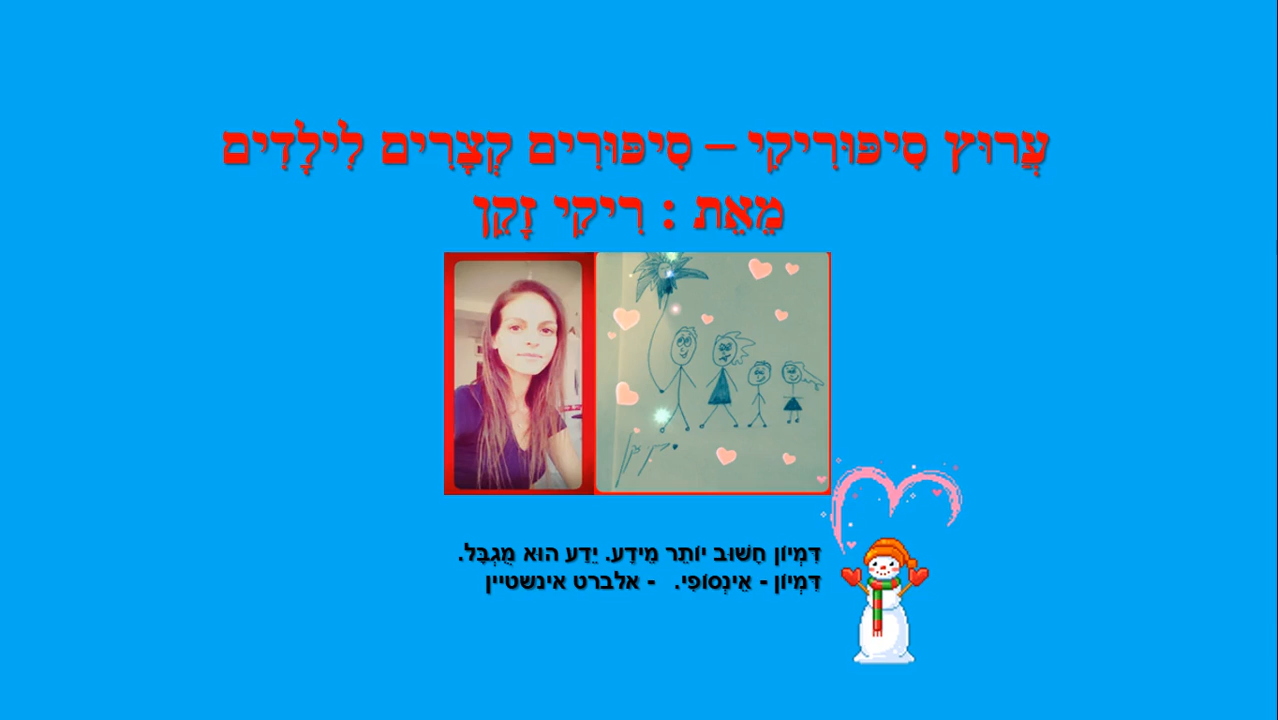 עֲרוּץ סִיפּוּרִיקִי – סִיפּוּרִים קְצָרִים לִילָדִים
מֵאֵת : רִיקִי זָקֵן
דִּמְיוֹן חָשׁוּב יוֹתֵר מֵידָע. יֵדַע הוּא מֻגְבָּל.
דִּמְיוֹן - אֵינְסוֹפִי. - אלברט אינשטיין